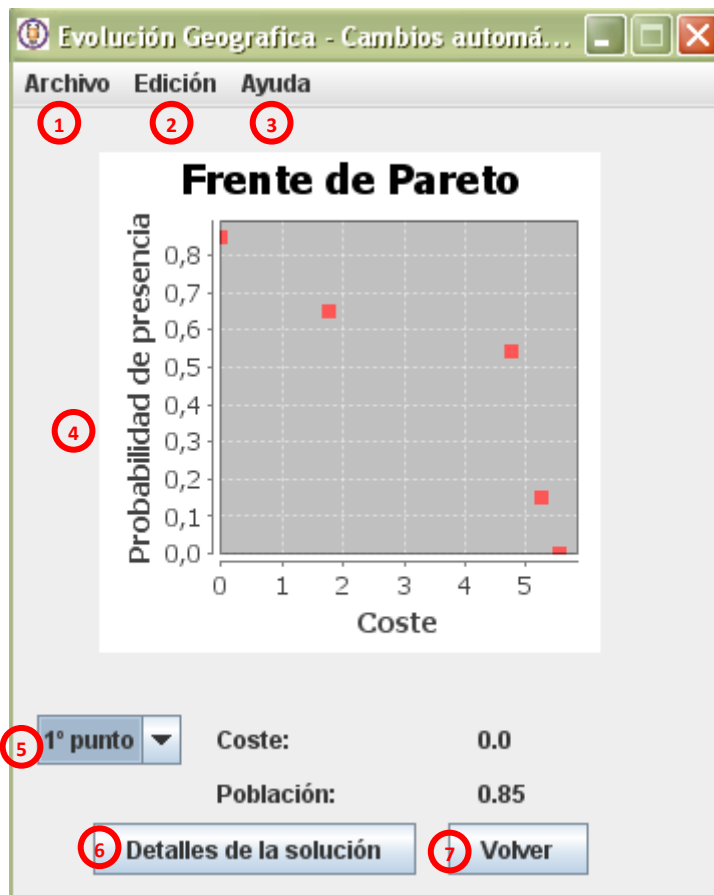 Evolución Geografica - Cambios automá...
Archivo Edición Ayuda
1 2 3
Frente de Pareto
Probabilidad de presencia
0,8
0,7
0,6
0,5
0,4
0,3
0,2
0,1
0,0
0 1 2 3 4 5
Coste
4
5 1º punto Coste: 0.0
Población: 0.85
6 Detalles de la solución 7 Volver